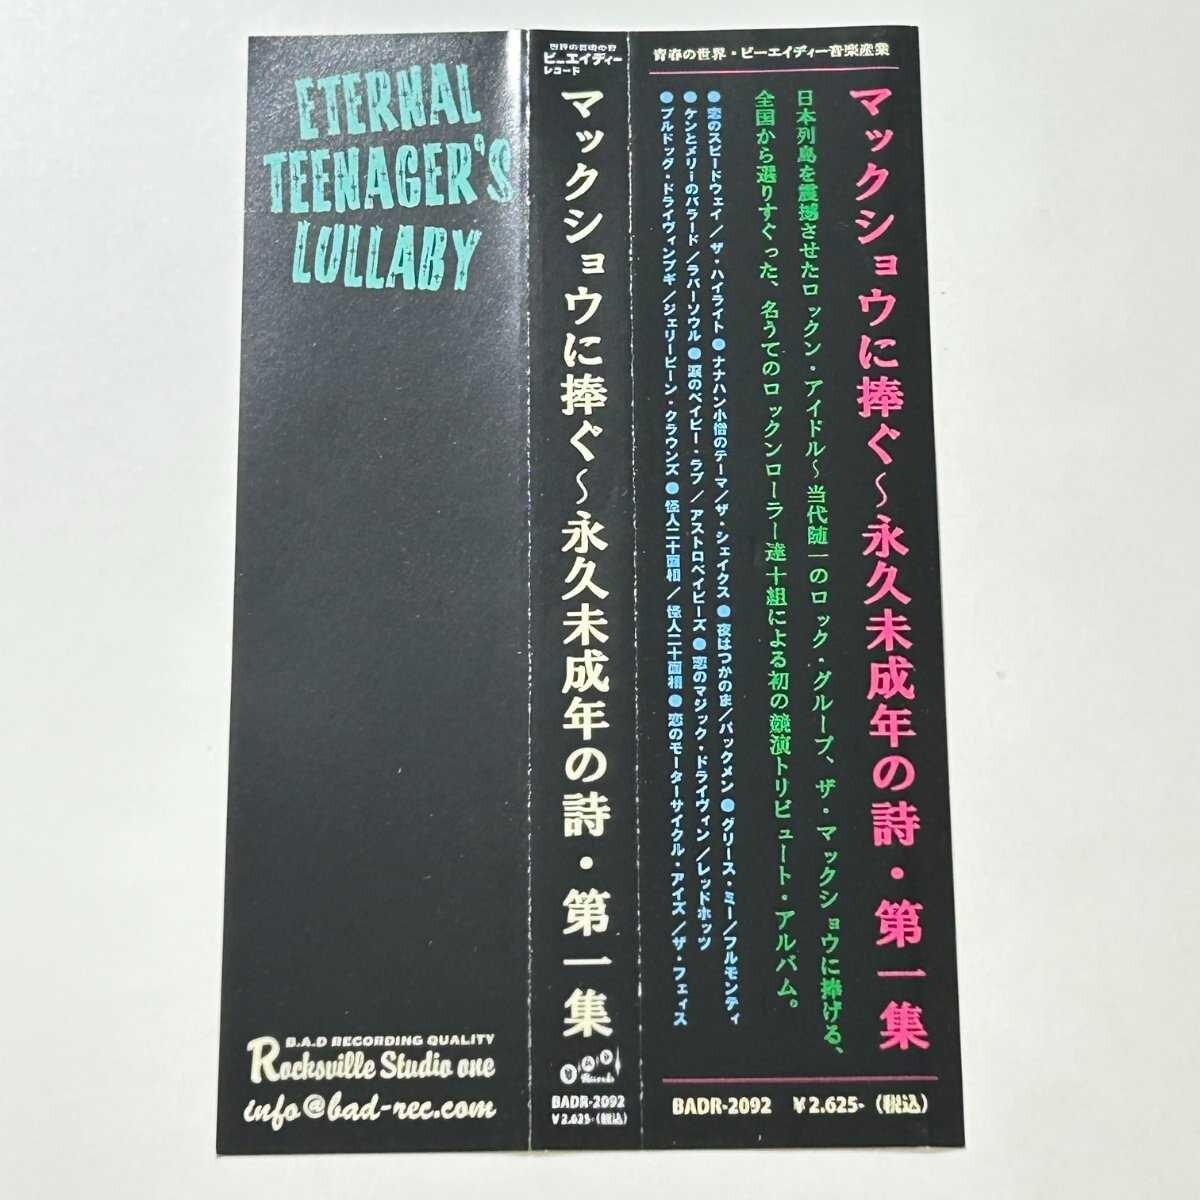 ETERNAL
TEENAGER'S
LULLABY
B.A.D RECORDING QUALITY
Rocksville Studio one
info@bad-rec.com
ビーエイディー
レコード
マックショウに捧ぐ～永久未成年の詩・第一集
Records
BADR-2092
¥2.625-(税込)
青春の世界・ビーエイディー音楽産業
マックショウに捧ぐ～永久未成年の詩・第一集
日本列島を震撼させたロックン・アイドル～当代随一のロック・グループ、ザ・マックショウに捧げる、
全国から選りすぐった、名うてのロックンローラー達十組による初の競演トリビュート・アルバム。
●恋のスピードウェイ／ザ・ハイライト●ナナハン小僧のテーマ／ザ・シェイクス●夜はつかのま／バックメン●グリース・ミー／フルモンティ
●ケンとメリーのバラード／ラバーソウル●涙のベイビー・ラブ／アストロベイビーズ●恋のマジック・ドライヴィン／レッドホッツ
●ブルドッグ・ドライヴィンブギ／ジェリービーン・クラウンズ●怪人二十面相／怪人二十面相●恋のモーターサイクル・アイズ／ザ・フェイス
BADR-2092 ¥2.625-(税込)